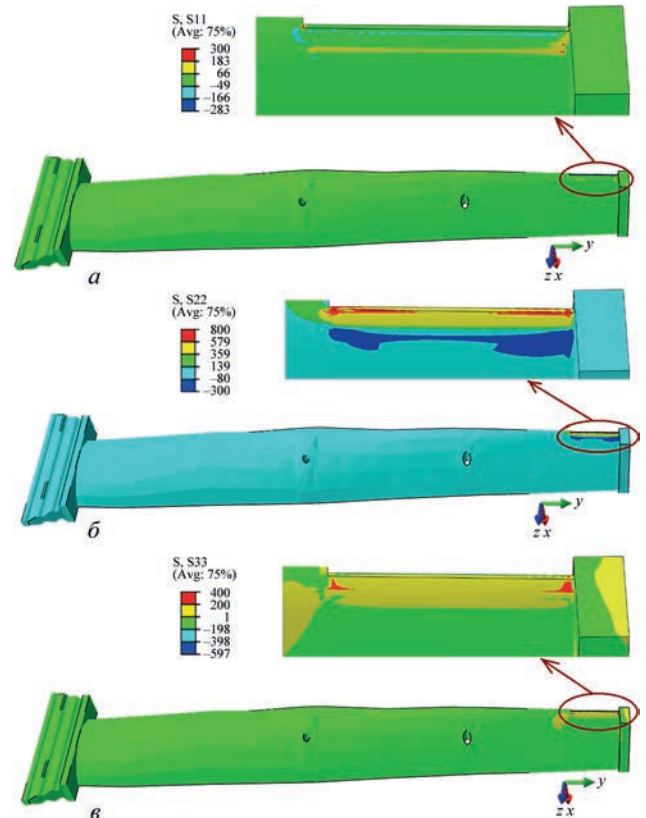 S, S11
(Avg: 75%)
300
183
66
−49
−166
−283
y
z x
а
S, S22
(Avg: 75%)
800
579
359
139
−80
−300
y
z x
б
S, S33
(Avg: 75%)
400
200
1
−198
−398
−597
y
z x
в